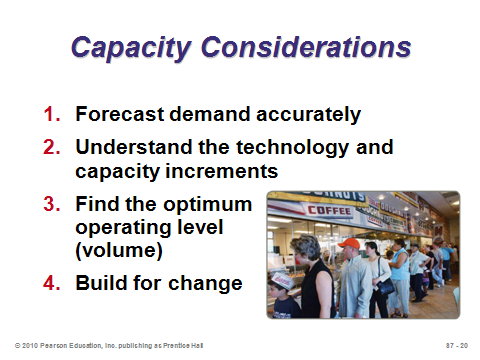 Capacity Considerations
1. Forecast demand accurately
2. Understand the technology and
capacity increments
3. Find the optimum
operating level
(volume)
4. Build for change
DONUTS
COFFEE
© 2010 Pearson Education, Inc. publishing as Prentice Hall
S7 - 20